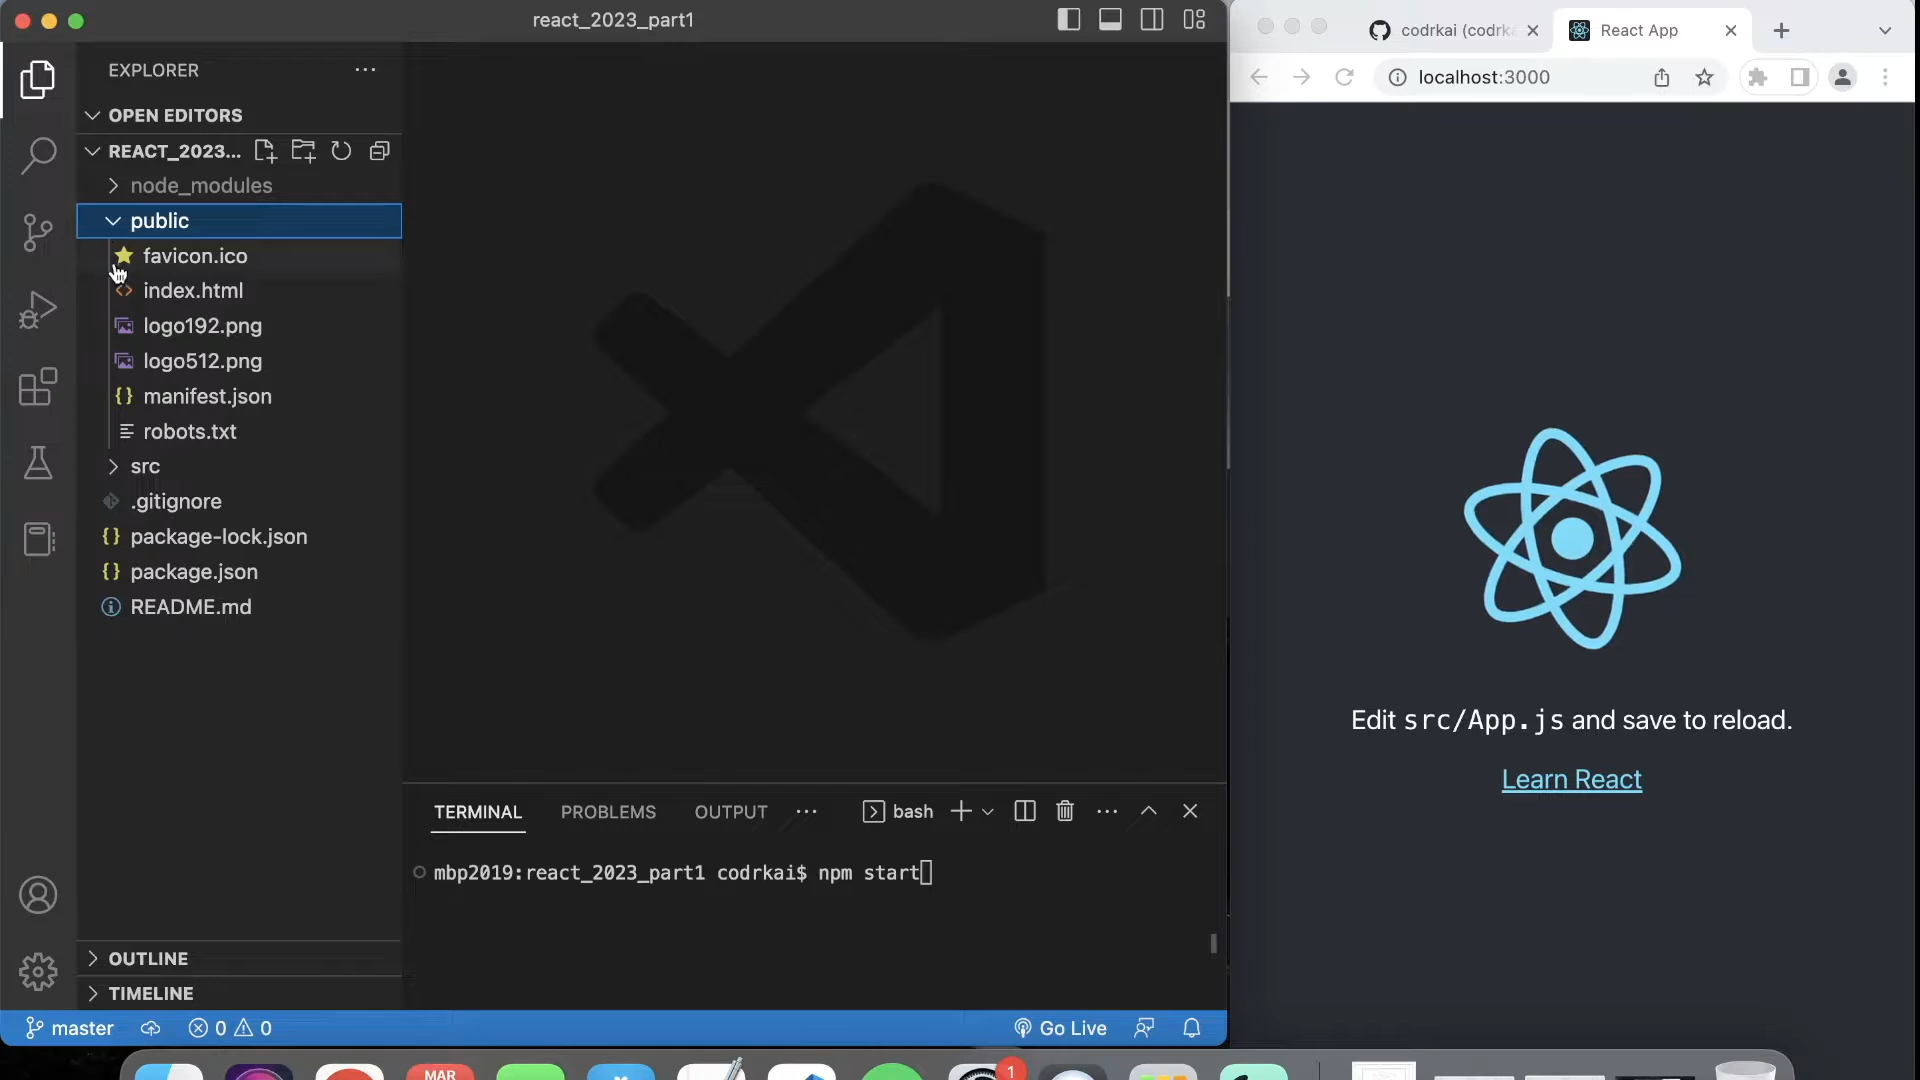 react_2023_part1
EXPLORER
OPEN EDITORS
REACT_2023...
node_modules
public
favicon.ico
index.html
logo192.png
logo512.png
manifest.json
robots.txt
src
.gitignore
package-lock.json
package.json
README.md
OUTLINE
TIMELINE
TERMINAL
PROBLEMS
OUTPUT
bash
mbp2019:react_2023_part1 codrkai$ npm start
master
0
0
Go Live
codrkai (codrka
React App
localhost:3000
Edit src/App.js and save to reload.
Learn React
MAR
1